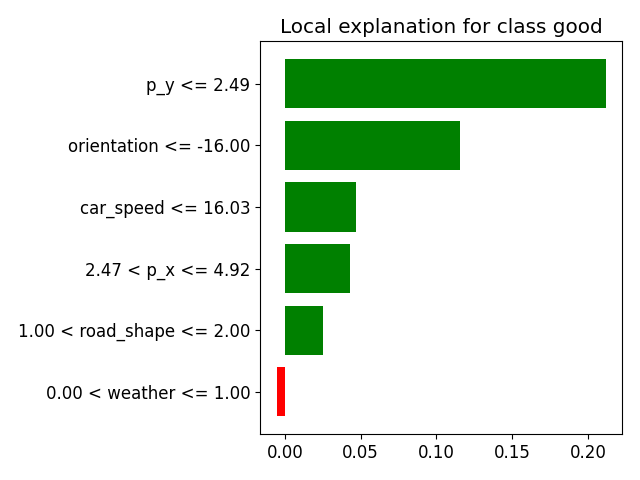 Local explanation for class good
p_y <= 2.49
orientation <= -16.00
car_speed <= 16.03
2.47 < p_x <= 4.92
1.00 < road_shape <= 2.00
0.00 < weather <= 1.00
0.00 0.05 0.10 0.15 0.20